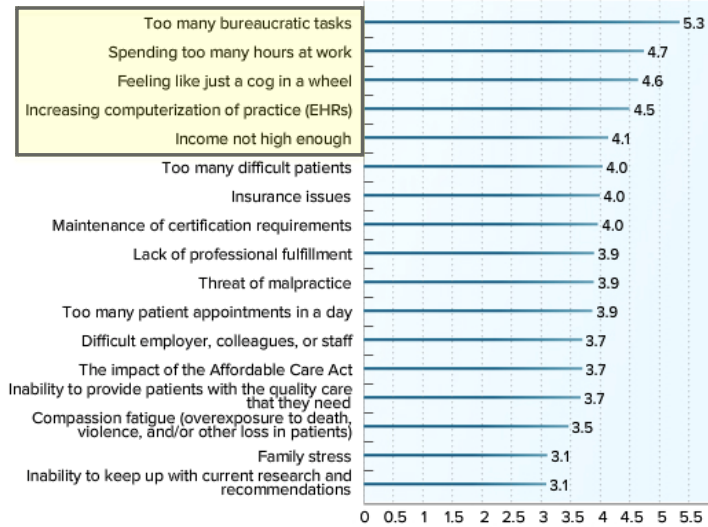 Too many bureaucratic tasks 5.3
Spending too many hours at work 4.7
Feeling like just a cog in a wheel 4.6
Increasing computerization of practice (EHRs) 4.5
Income not high enough 4.1
Too many difficult patients 4.0
Insurance issues 4.0
Maintenance of certification requirements 4.0
Lack of professional fulfillment 3.9
Threat of malpractice 3.9
Too many patient appointments in a day 3.9
Difficult employer, colleagues, or staff 3.7
The impact of the Affordable Care Act 3.7
Inability to provide patients with the quality care
that they need 3.7
Compassion fatigue (overexposure to death,
violence, and/or other loss in patients) 3.5
Family stress 3.1
Inability to keep up with current research and
recommendations 3.1
0 0.5 1 1.5 2 2.5 3 3.5 4 4.5 5 5.5